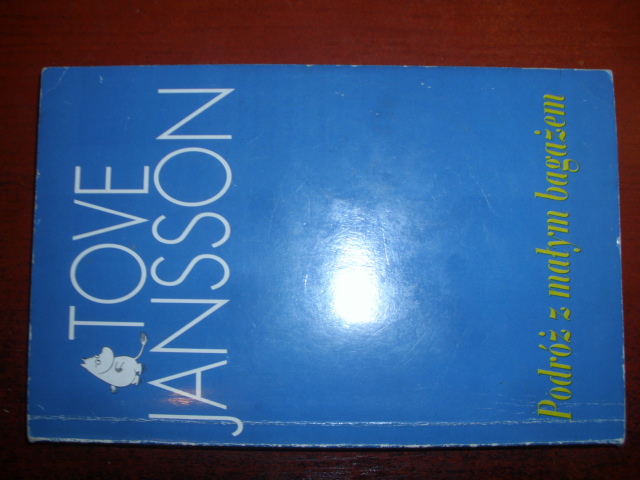 TOVE
JANSSON
Podróż z małym bagażem